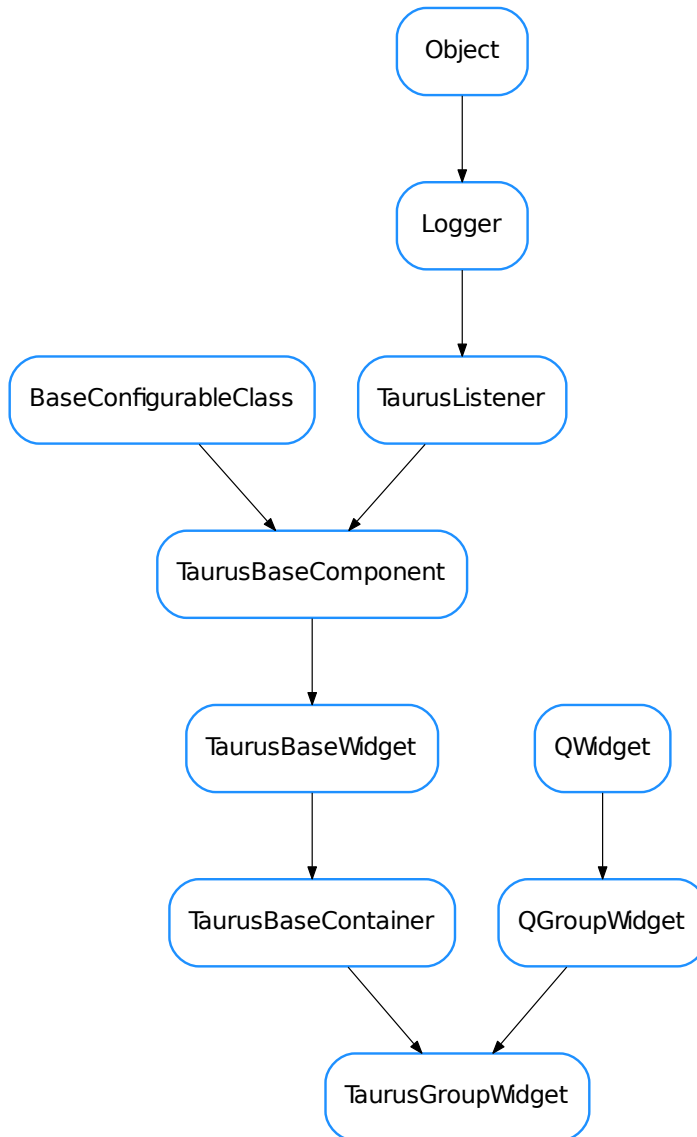 Object
Logger
BaseConfigurableClass
TaurusListener
TaurusBaseComponent
TaurusBaseWidget
QWidget
TaurusBaseContainer
QGroupWidget
TaurusGroupWidget